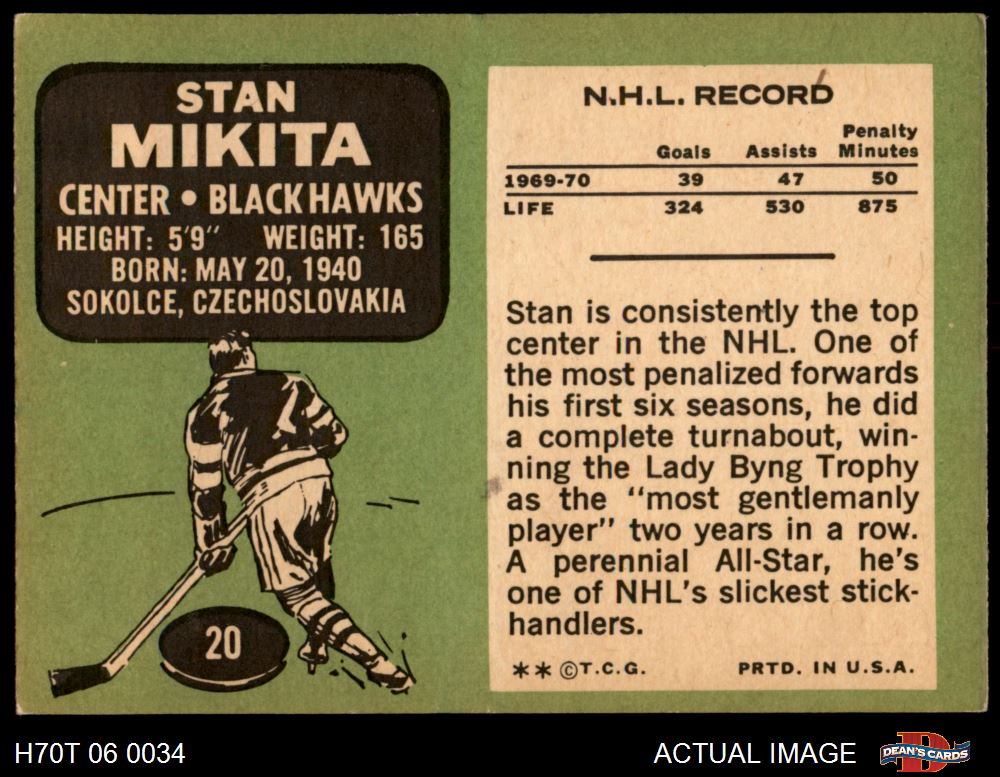 STAN
MIKITA
CENTER • BLACK HAWKS
HEIGHT: 5'9" WEIGHT: 165
BORN: MAY 20, 1940
SOKOLCE, CZECHOSLOVAKIA
20
N.H.L. RECORD
Goals Assists Penalty Minutes
1969-70 39 47 50
LIFE 324 530 875
Stan is consistently the top
center in the NHL. One of
the most penalized forwards
his first six seasons, he did
a complete turnabout, win-
ning the Lady Byng Trophy
as the "most gentlemanly
player" two years in a row.
A perennial All-Star, he's
one of NHL's slickest stick-
handlers.
** ©T.C.G. PRTD. IN U.S.A.
H70T 06 0034 ACTUAL IMAGE D DEAN'S CARDS